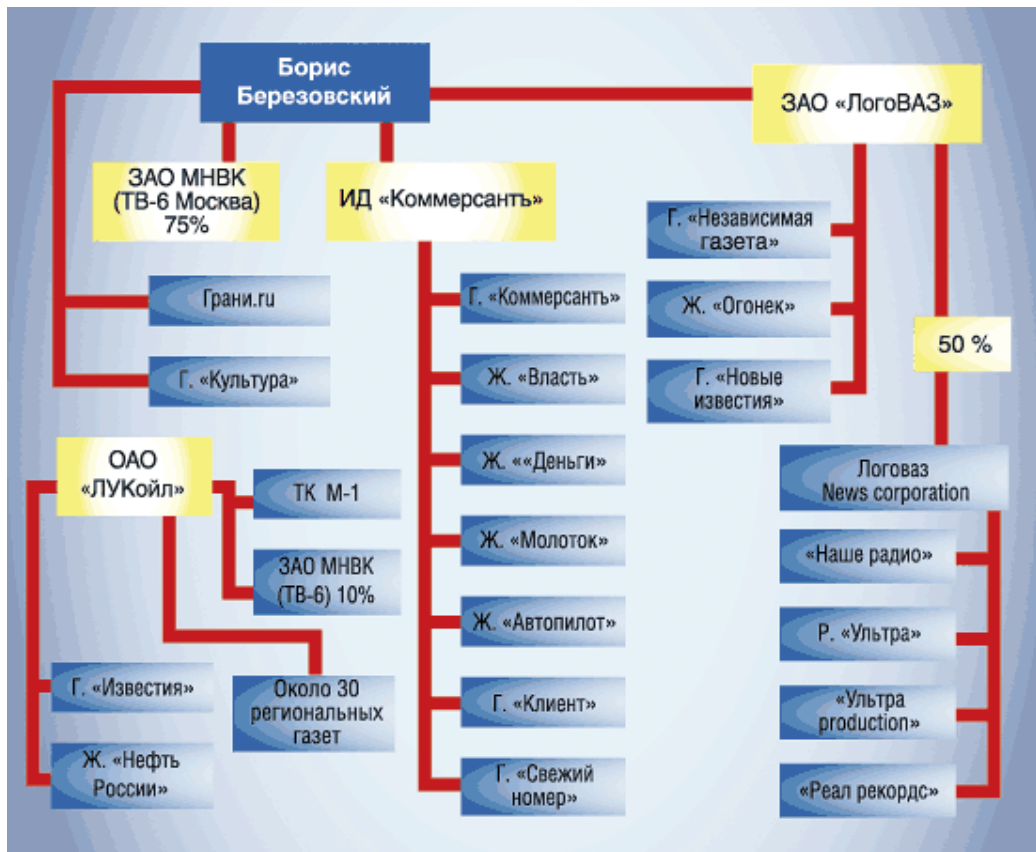 Борис
Березовский
ЗАО «ЛогоВАЗ»
ЗАО МНВК
(ТВ-6 Москва)
75%
ИД «Коммерсантъ»
Грани.ru
Г. «Культура»
Г. «Коммерсантъ»
Ж. «Власть»
Ж. ««Деньги»
Ж. «Молоток»
Ж. «Автопилот»
Г. «Клиент»
Г. «Свежий
номер»
Г. «Независимая
газета»
Ж. «Огонек»
Г. «Новые
известия»
50 %
Логоваз
News corporation
«Наше радио»
Р. «Ультра»
«Ультра
production»
«Реал рекордс»
ОАО
«ЛУКойл»
ТК М-1
ЗАО МНВК
(ТВ-6) 10%
Г. «Известия»
Ж. «Нефть
России»
Около 30
региональных
газет